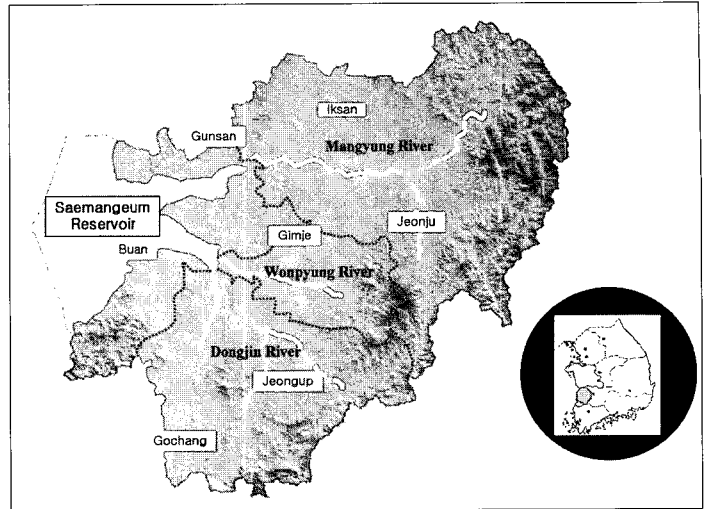 Iksan
Gunsan
Mangyung River
Saemangeum
Reservoir
Jeonju
Gimje
Buan
Wonpyung River
Dongjin River
Jeongup
Gochang